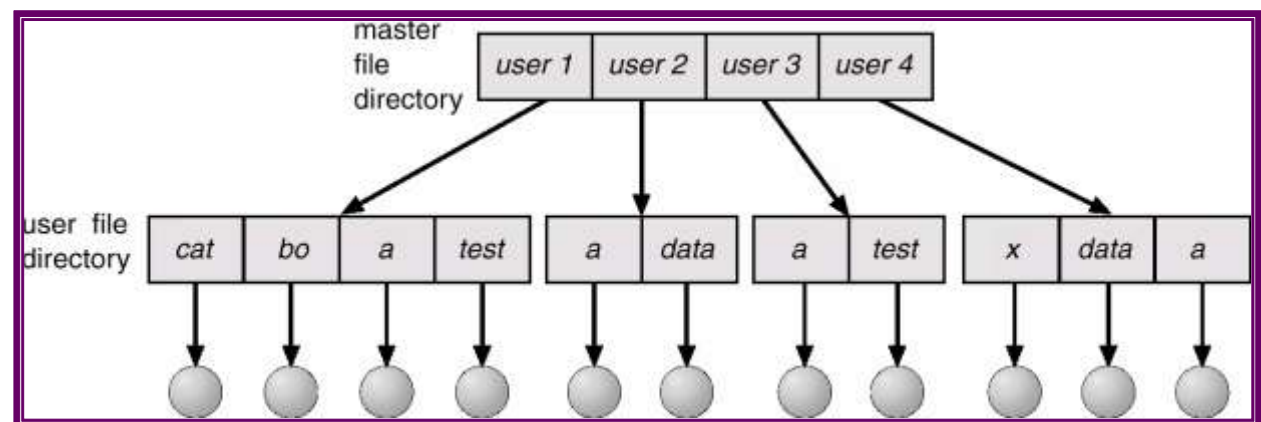 master
file
directory
user 1 user 2 user 3 user 4
user file
directory
cat bo a test a data a test x data a